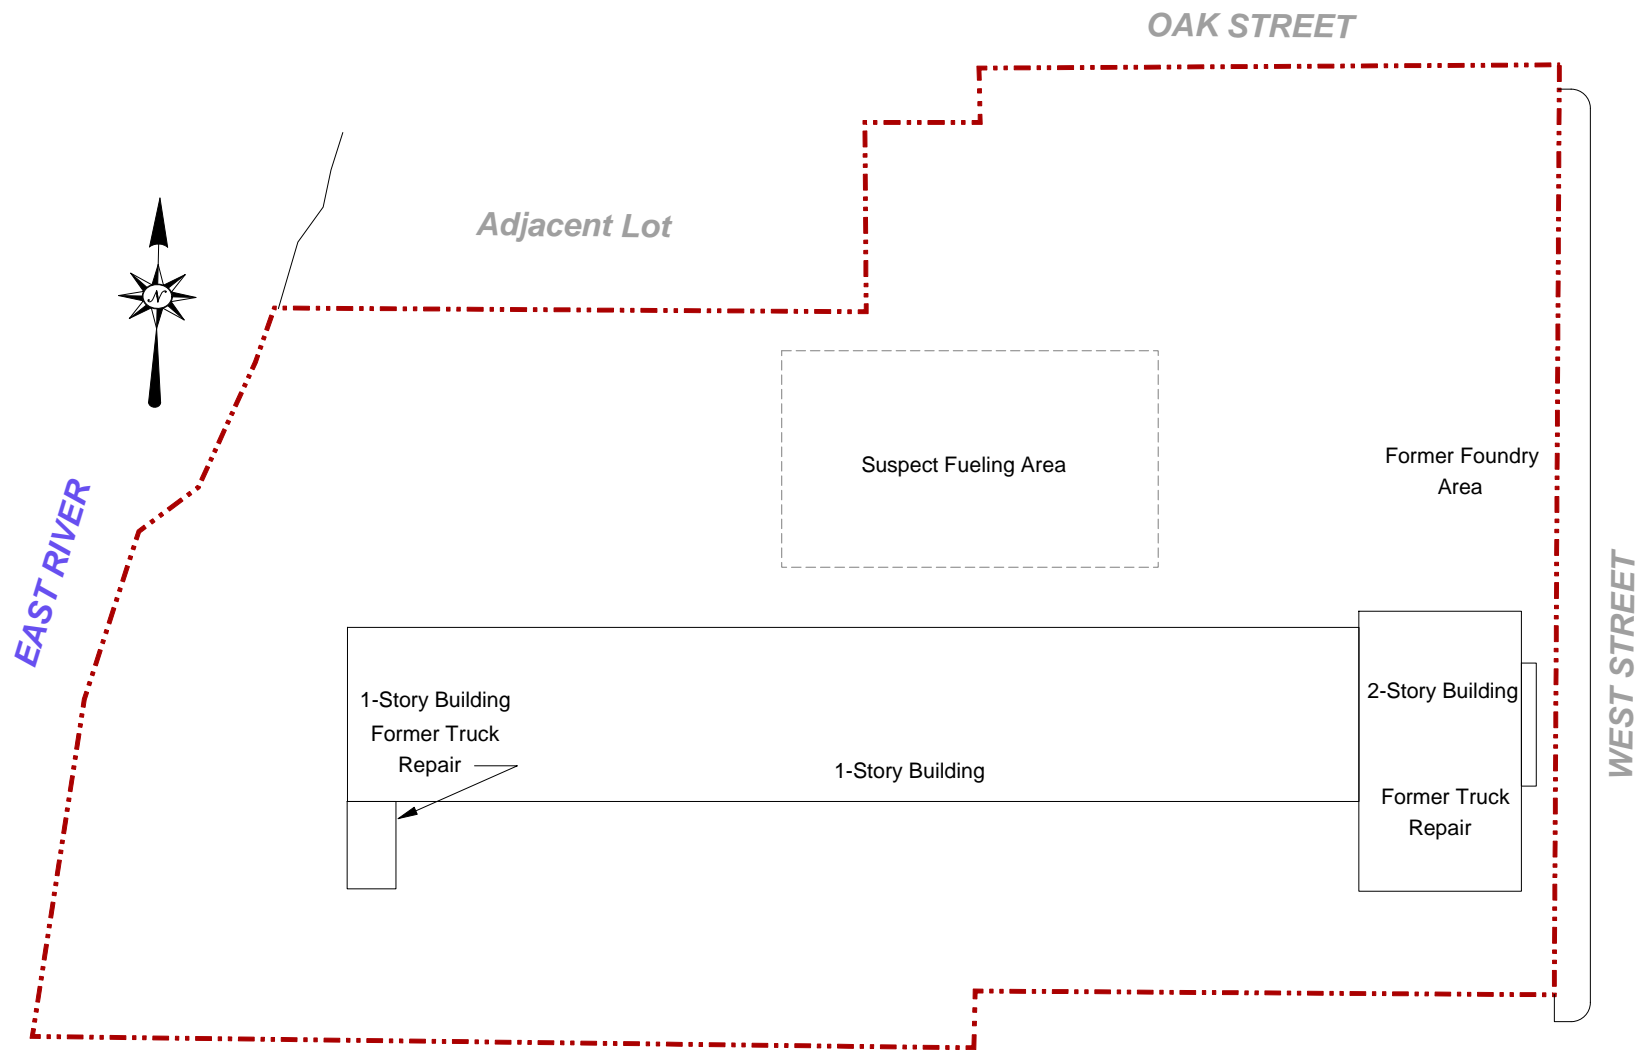 OAK STREET
Adjacent Lot
N
EAST RIVER
Suspect Fueling Area
Former Foundry
Area
WEST STREET
1-Story Building
Former Truck
Repair
1-Story Building
2-Story Building
Former Truck
Repair